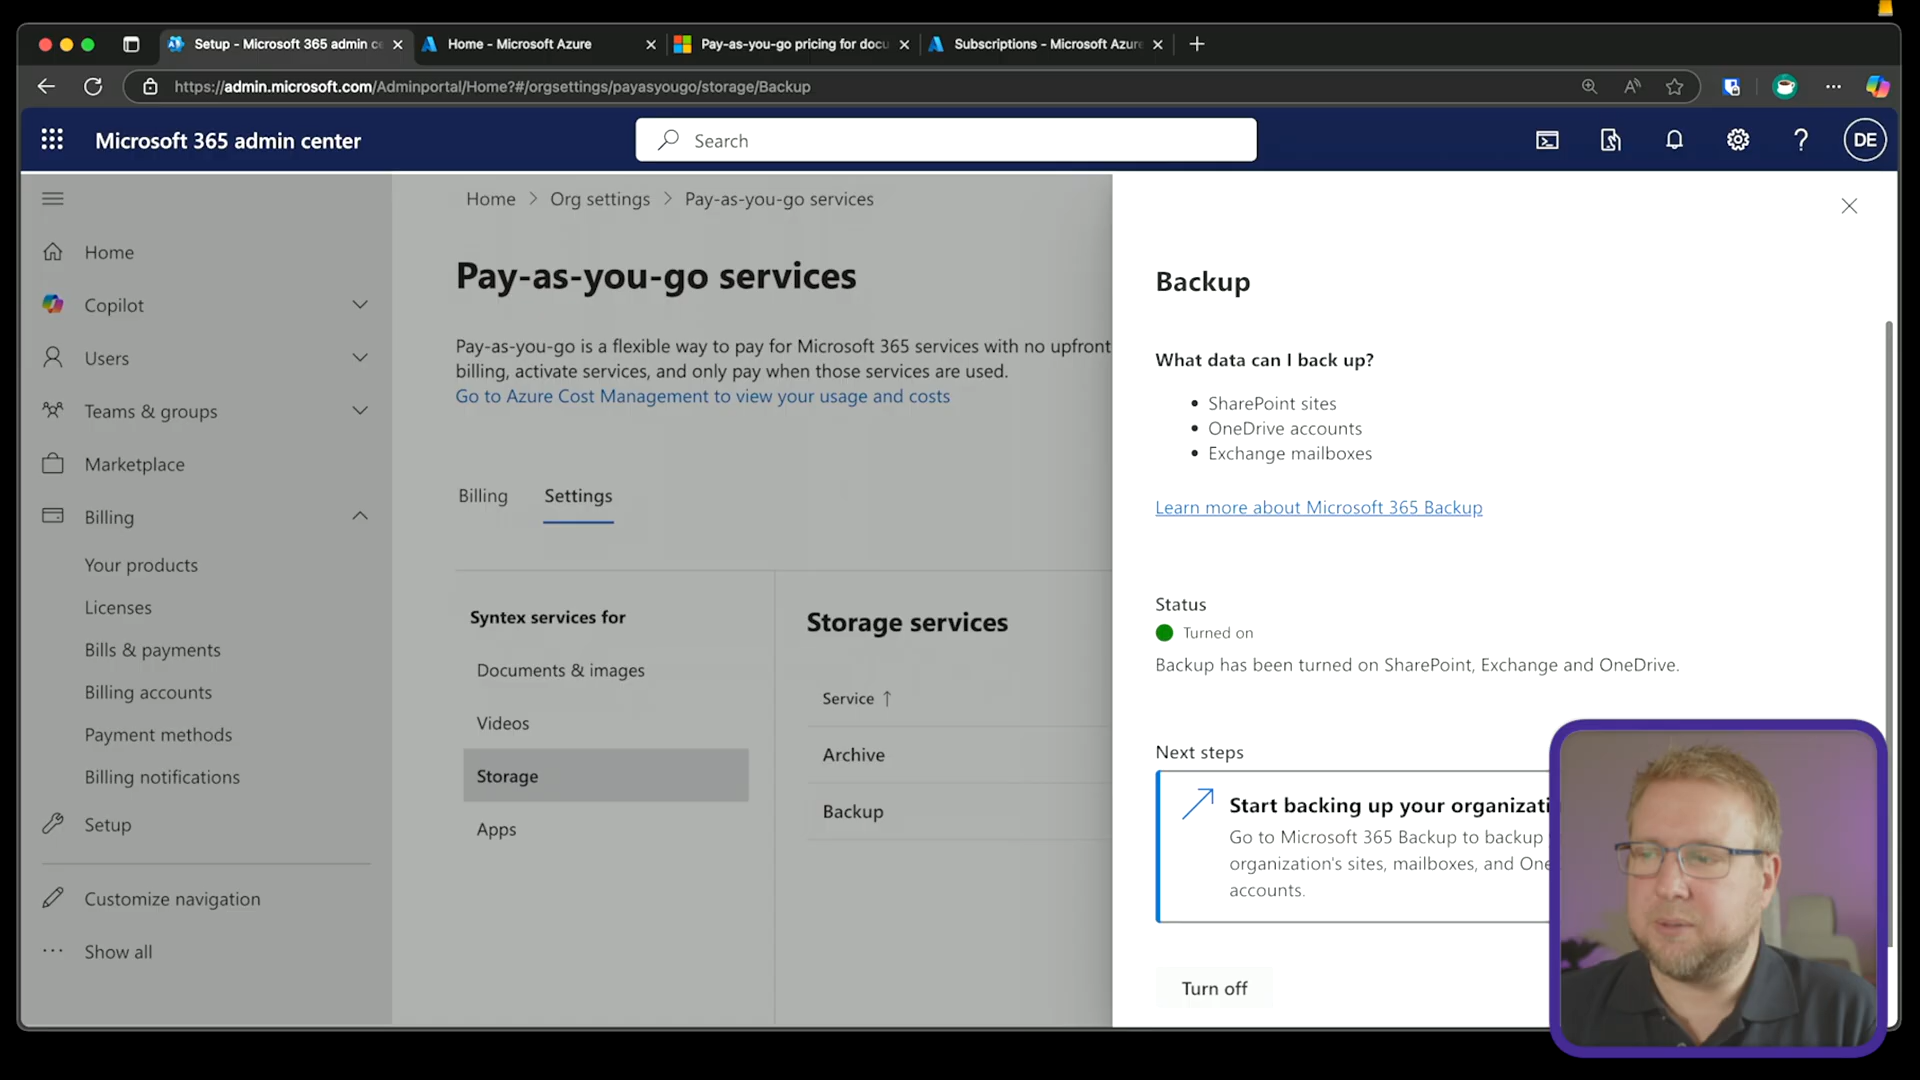 Setup - Microsoft 365 admin ce
Home - Microsoft Azure
Pay-as-you-go pricing for docu
Subscriptions - Microsoft Azure
https://admin.microsoft.com/Adminportal/Home?#/orgsettings/payasyougo/storage/Backup
Microsoft 365 admin center
Search
DE
Home
Copilot
Users
Teams & groups
Marketplace
Billing
Your products
Licenses
Bills & payments
Billing accounts
Payment methods
Billing notifications
Setup
Customize navigation
Show all
Home > Org settings > Pay-as-you-go services
Pay-as-you-go services
Pay-as-you-go is a flexible way to pay for Microsoft 365 services with no upfront
billing, activate services, and only pay when those services are used.
Go to Azure Cost Management to view your usage and costs
Billing
Settings
Syntex services for
Documents & images
Videos
Storage
Apps
Storage services
Service ↑
Archive
Backup
Backup
What data can I back up?
• SharePoint sites
• OneDrive accounts
• Exchange mailboxes
Learn more about Microsoft 365 Backup
Status
Turned on
Backup has been turned on SharePoint, Exchange and OneDrive.
Next steps
Start backing up your organizati
Go to Microsoft 365 Backup to backup
organization's sites, mailboxes, and One
accounts.
Turn off